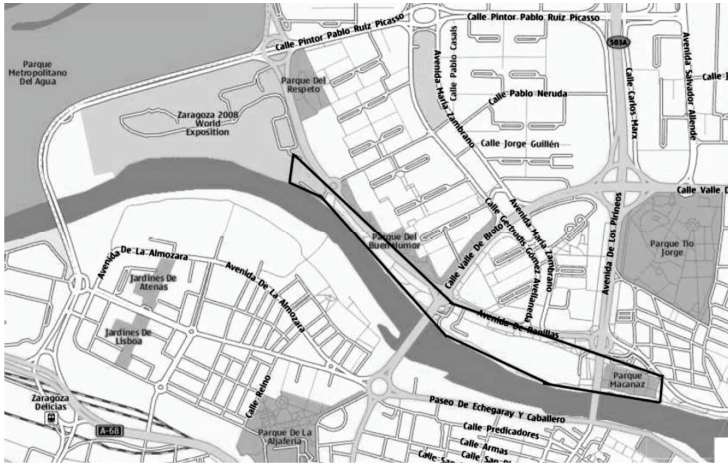 Calle Pintor Pablo Ruiz Picasso
Calle Pintor Pablo Ruiz Picasso
503A
Parque
Metropolitano
Del Agua
Parque Del
Respeto
Zaragoza 2008
World
Exposition
Avenida María Zambrano
Calle Pablo Casals
Calle Pablo Neruda
Calle Jorge Guillén
Calle Carlos Marx
Avenida Salvador Allende
Calle J
Calle Valle D
Parque Del
Buen Humor
Calle Valle De Broto
Calle Gertrudis Gómez Avellaneda
Avenida María Zambrano
Avenida De Los Pirineos
Parque Tío
Jorge
Avenida De La Almozara
Avenida De La Almozara
Jardines De
Atenas
Jardines De
Lisboa
Avenida De Ranillas
Parque
Macanaz
Zaragoza
Delicias
A-68
Calle Reino
Parque De La
Aljafería
Paseo De Echegaray Y Caballero
Calle Predicadores
Calle Armas
Calle San